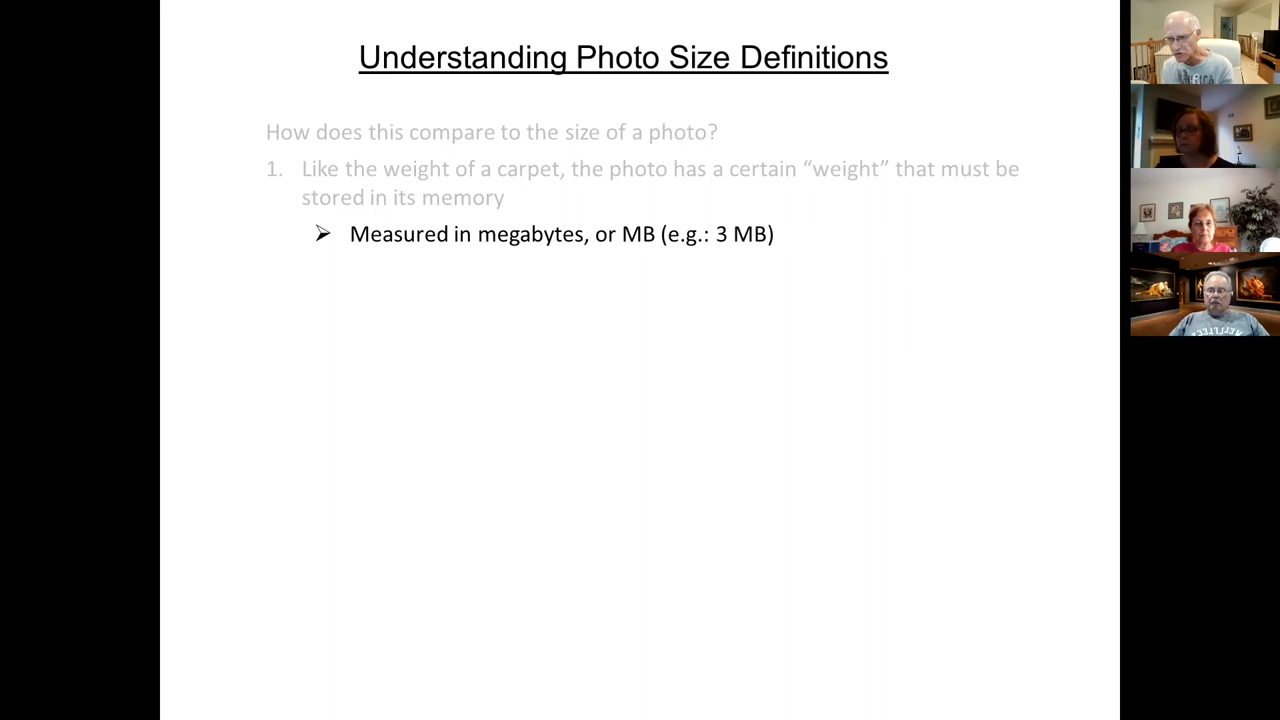 Understanding Photo Size Definitions
How does this compare to the size of a photo?
1. Like the weight of a carpet, the photo has a certain “weight” that must be
stored in its memory
➢ Measured in megabytes, or MB (e.g.: 3 MB)